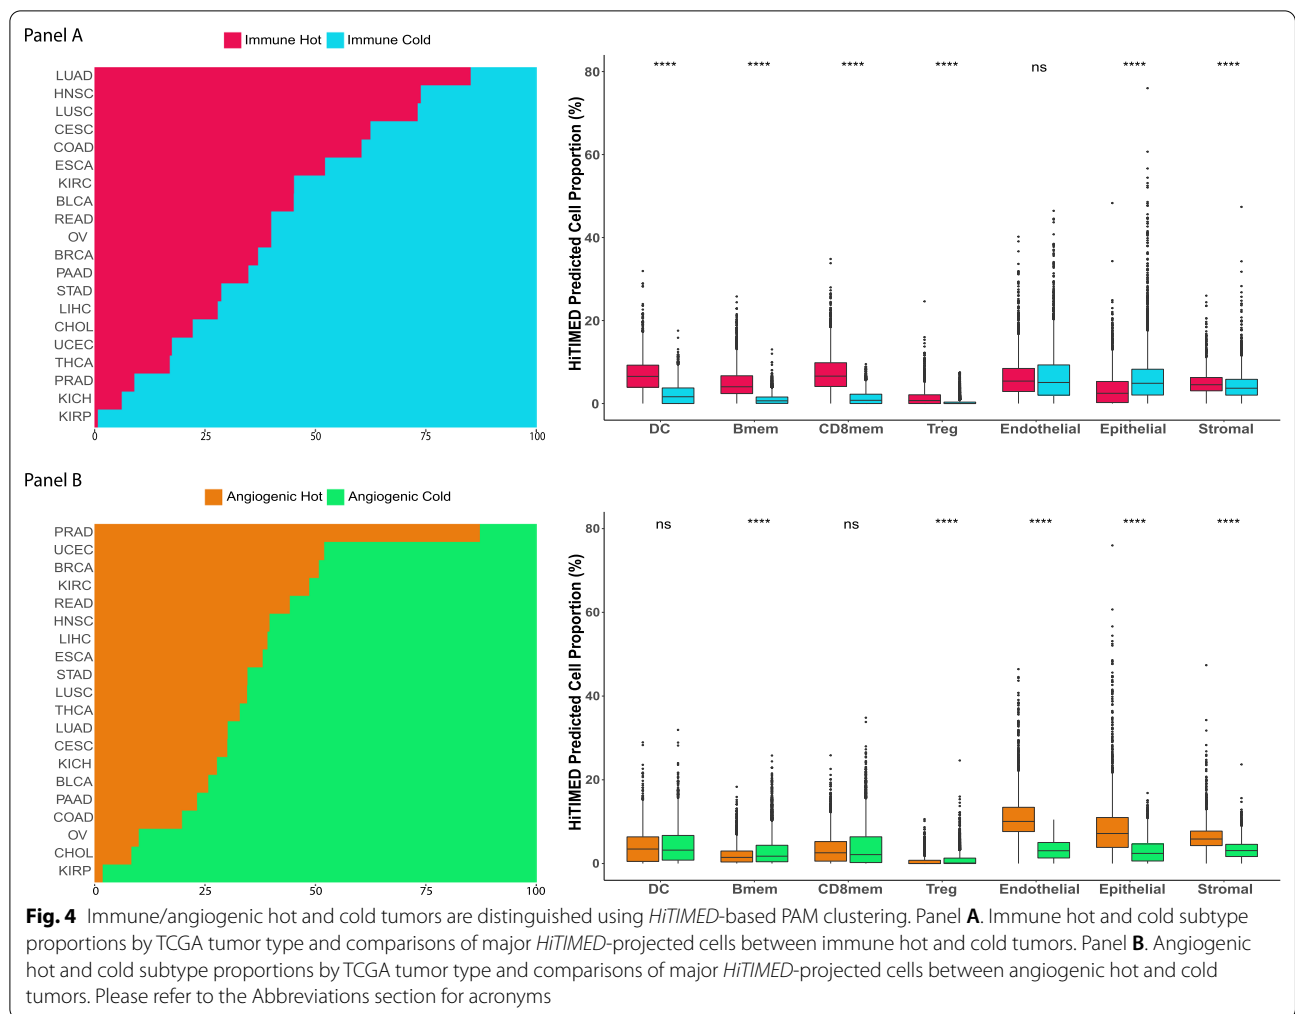 Panel A
Immune Hot Immune Cold
LUAD
HNSC
LUSC
CESC
COAD
ESCA
KIRC
BLCA
READ
OV
BRCA
PAAD
STAD
LIHC
CHOL
UCEC
THCA
PRAD
KICH
KIRP
0 25 50 75 100
HiTIMED Predicted Cell Proportion (%)
80
60
40
20
0
**** **** **** **** ns **** ****
DC Bmem CD8mem Treg Endothelial Epithelial Stromal
Panel B
Angiogenic Hot Angiogenic Cold
PRAD
UCEC
BRCA
KIRC
READ
HNSC
LIHC
ESCA
STAD
LUSC
THCA
LUAD
CESC
KICH
BLCA
PAAD
COAD
OV
CHOL
KIRP
0 25 50 75 100
HiTIMED Predicted Cell Proportion (%)
80
60
40
20
0
ns **** ns **** **** **** ****
DC Bmem CD8mem Treg Endothelial Epithelial Stromal
Fig. 4 Immune/angiogenic hot and cold tumors are distinguished using HiTIMED-based PAM clustering. Panel A. Immune hot and cold subtype
proportions by TCGA tumor type and comparisons of major HiTIMED-projected cells between immune hot and cold tumors. Panel B. Angiogenic
hot and cold subtype proportions by TCGA tumor type and comparisons of major HiTIMED-projected cells between angiogenic hot and cold
tumors. Please refer to the Abbreviations section for acronyms